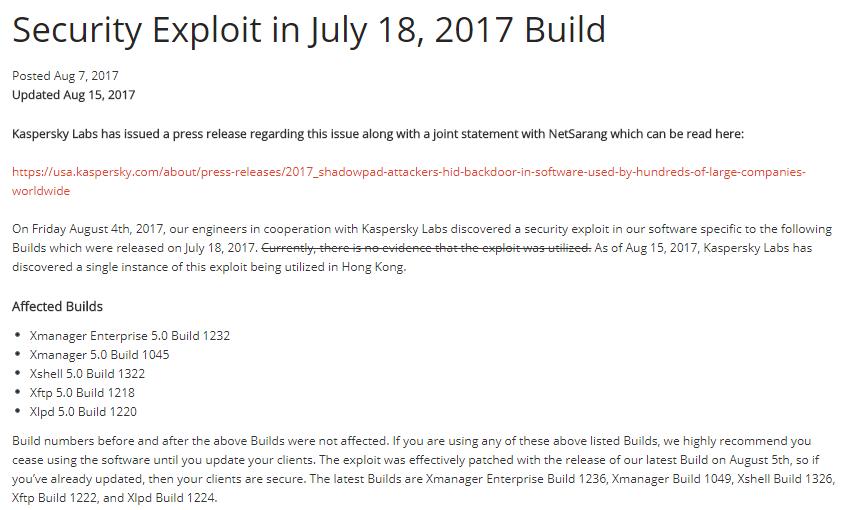 Security Exploit in July 18, 2017 Build
Posted Aug 7, 2017
Updated Aug 15, 2017
Kaspersky Labs has issued a press release regarding this issue along with a joint statement with NetSarang which can be read here:
https://usa.kaspersky.com/about/press-releases/2017_shadowpad-attackers-hid-backdoor-in-software-used-by-hundreds-of-large-companies-
worldwide
On Friday August 4th, 2017, our engineers in cooperation with Kaspersky Labs discovered a security exploit in our software specific to the following
Builds which were released on July 18, 2017. Currently, there is no evidence that the exploit was utilized. As of Aug 15, 2017, Kaspersky Labs has
discovered a single instance of this exploit being utilized in Hong Kong.
Affected Builds
• Xmanager Enterprise 5.0 Build 1232
• Xmanager 5.0 Build 1045
• Xshell 5.0 Build 1322
• Xftp 5.0 Build 1218
• Xlpd 5.0 Build 1220
Build numbers before and after the above Builds were not affected. If you are using any of these above listed Builds, we highly recommend you
cease using the software until you update your clients. The exploit was effectively patched with the release of our latest Build on August 5th, so if
you've already updated, then your clients are secure. The latest Builds are Xmanager Enterprise Build 1236, Xmanager Build 1049, Xshell Build 1326,
Xftp Build 1222, and Xlpd Build 1224.